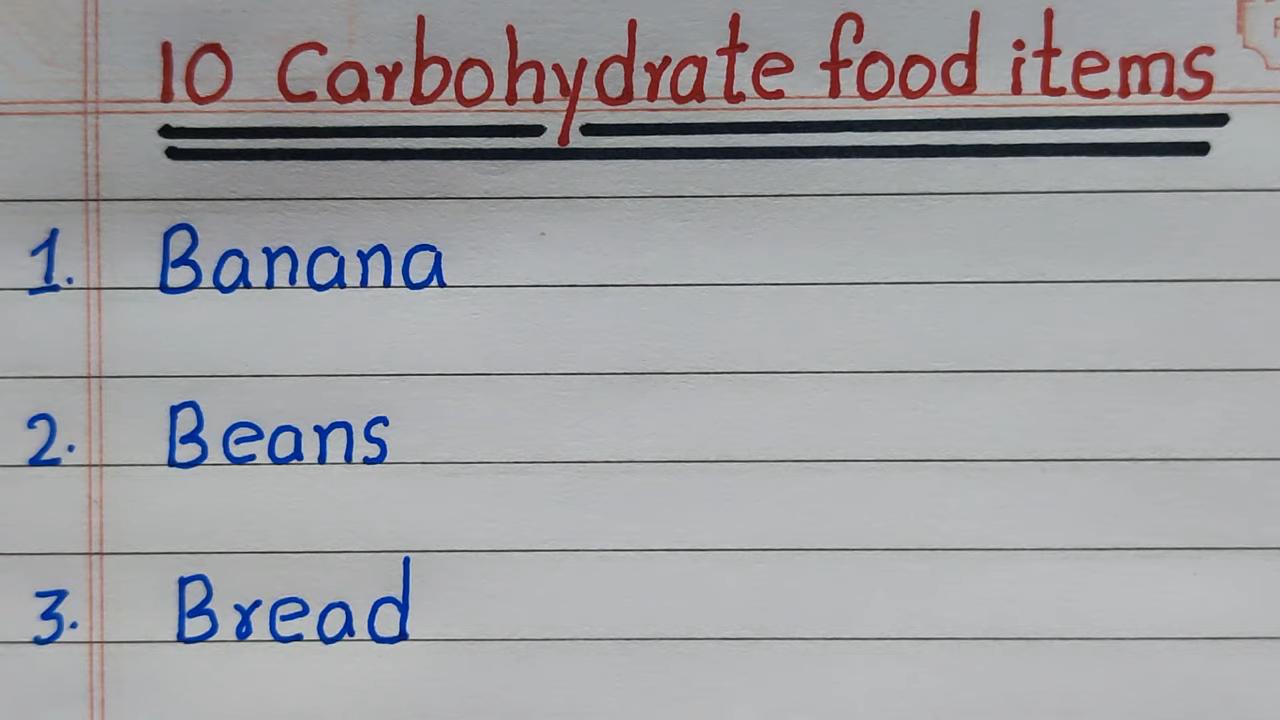 10 Carbohydrate food items
1. Banana
2. Beans
3. Bread